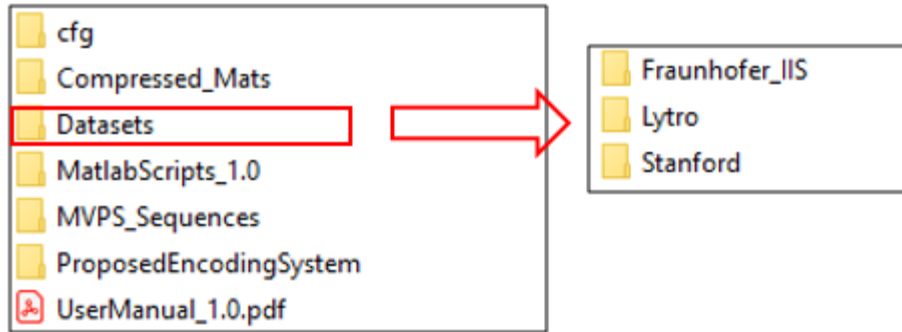 cfg
Compressed_Mats
Datasets
MatlabScripts_1.0
MVPS_Sequences
ProposedEncodingSystem
UserManual_1.0.pdf
Fraunhofer_IIS
Lytro
Stanford